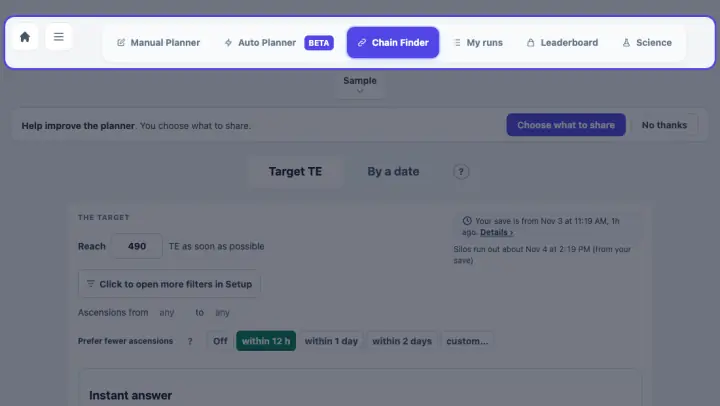 Manual Planner Auto Planner BETA Chain Finder My runs Leaderboard Science
Sample
Help improve the planner. You choose what to share. Choose what to share No thanks
Target TE By a date ?
THE TARGET
Your save is from Nov 3 at 11:19 AM, 1h
ago. Details ›
Reach 490 TE as soon as possible
Silos run out about Nov 4 at 2:19 PM (from your
save)
Click to open more filters in Setup
Ascensions from any to any
Prefer fewer ascensions ? Off within 12 h within 1 day within 2 days custom...
Instant answer